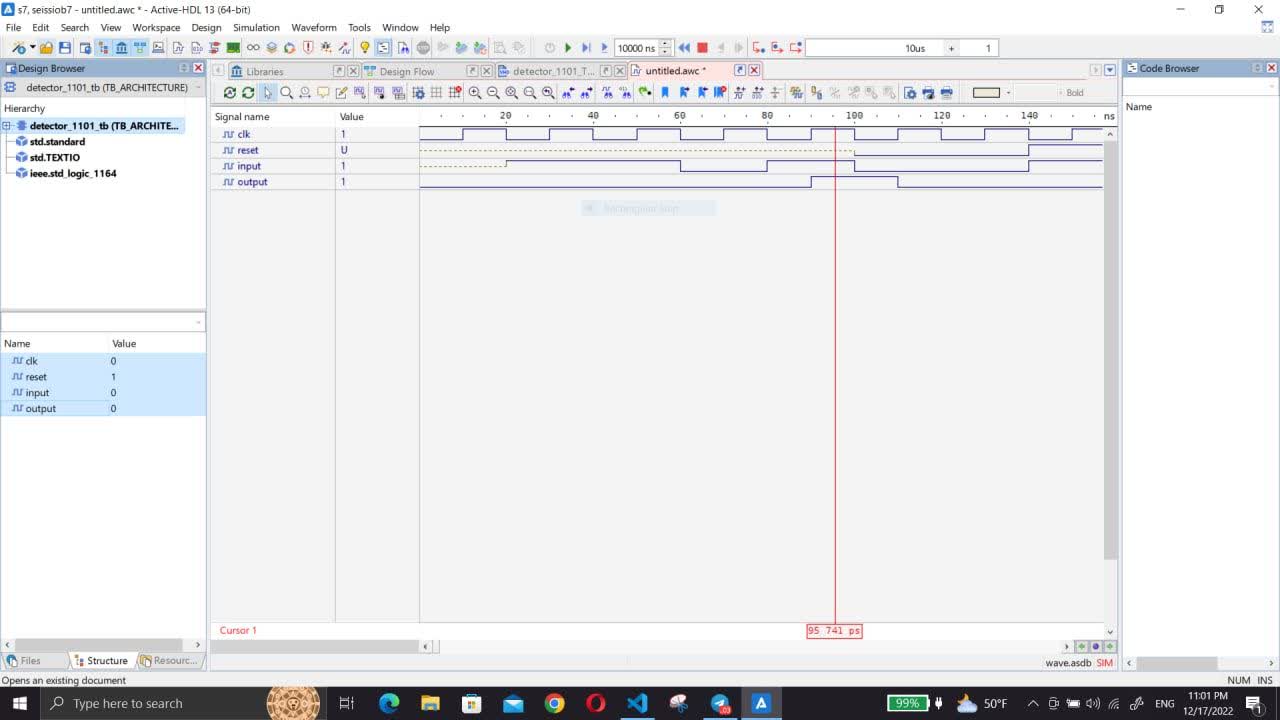 s7, seissiob7 - untitled.awc * - Active-HDL 13 (64-bit)
File Edit Search View Workspace Design Simulation Waveform Tools Window Help
10000 ns 10us + 1
Design Browser
Libraries Design Flow detector_1101_T... untitled.awc *
Code Browser
detector_1101_tb (TB_ARCHITECTURE)
Bold
Hierarchy
Name
Signal name Value 20 40 60 80 100 120 140 ns
detector_1101_tb (TB_ARCHITE...
clk 1
std.standard
reset U
std.TEXTIO
input 1
ieee.std_logic_1164
output 1
Rectangular Snip
Name Value
clk 0
reset 1
input 0
output 0
Cursor 1 95 741 ps
Files Structure Resourc...
wave.asdb SIM
Opens an existing document NUM INS
Type here to search
99% 50°F ENG 11:01 PM
12/17/2022